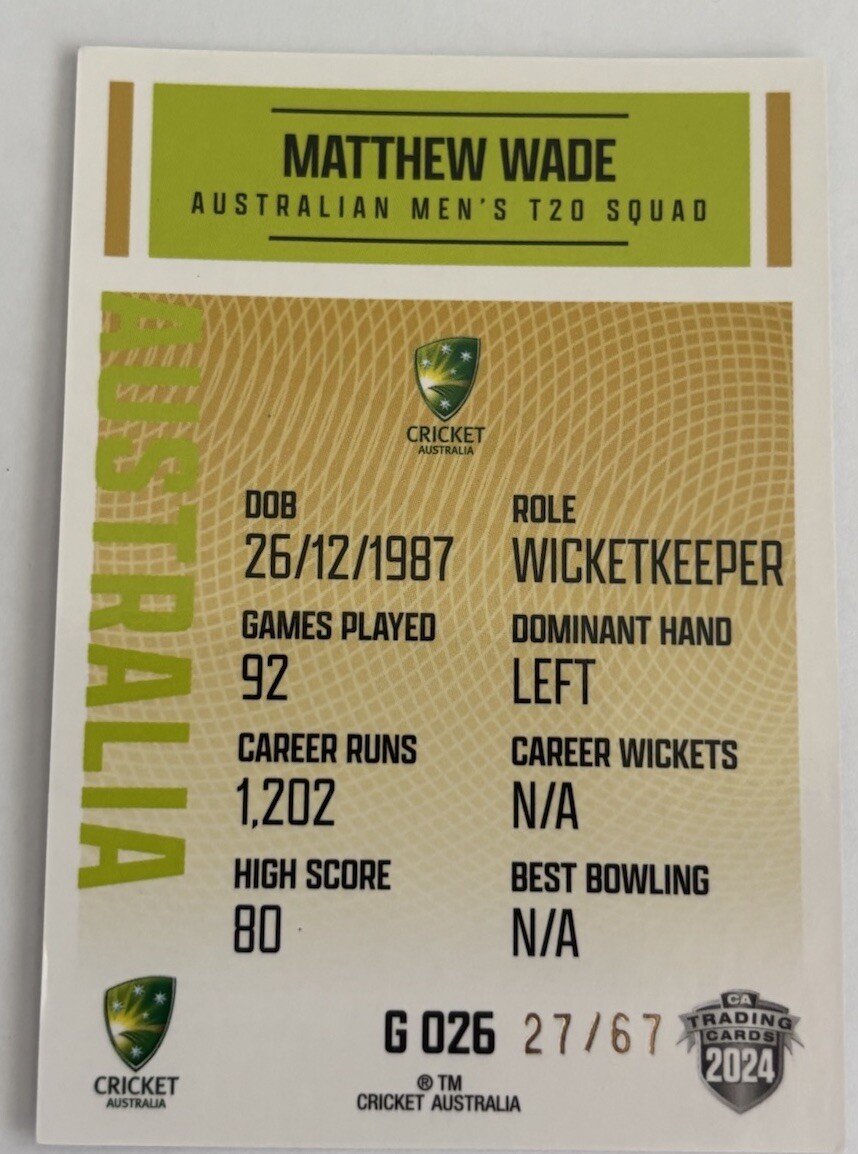 MATTHEW WADE
AUSTRALIAN MEN'S T20 SQUAD
AUSTRALIA
CRICKET
AUSTRALIA
DOB
26/12/1987
ROLE
WICKETKEEPER
GAMES PLAYED
92
DOMINANT HAND
LEFT
CAREER RUNS
1,202
CAREER WICKETS
N/A
HIGH SCORE
80
BEST BOWLING
N/A
CRICKET
AUSTRALIA
G 026 27/67
® TM
CRICKET AUSTRALIA
CA
TRADING
CARDS
2024